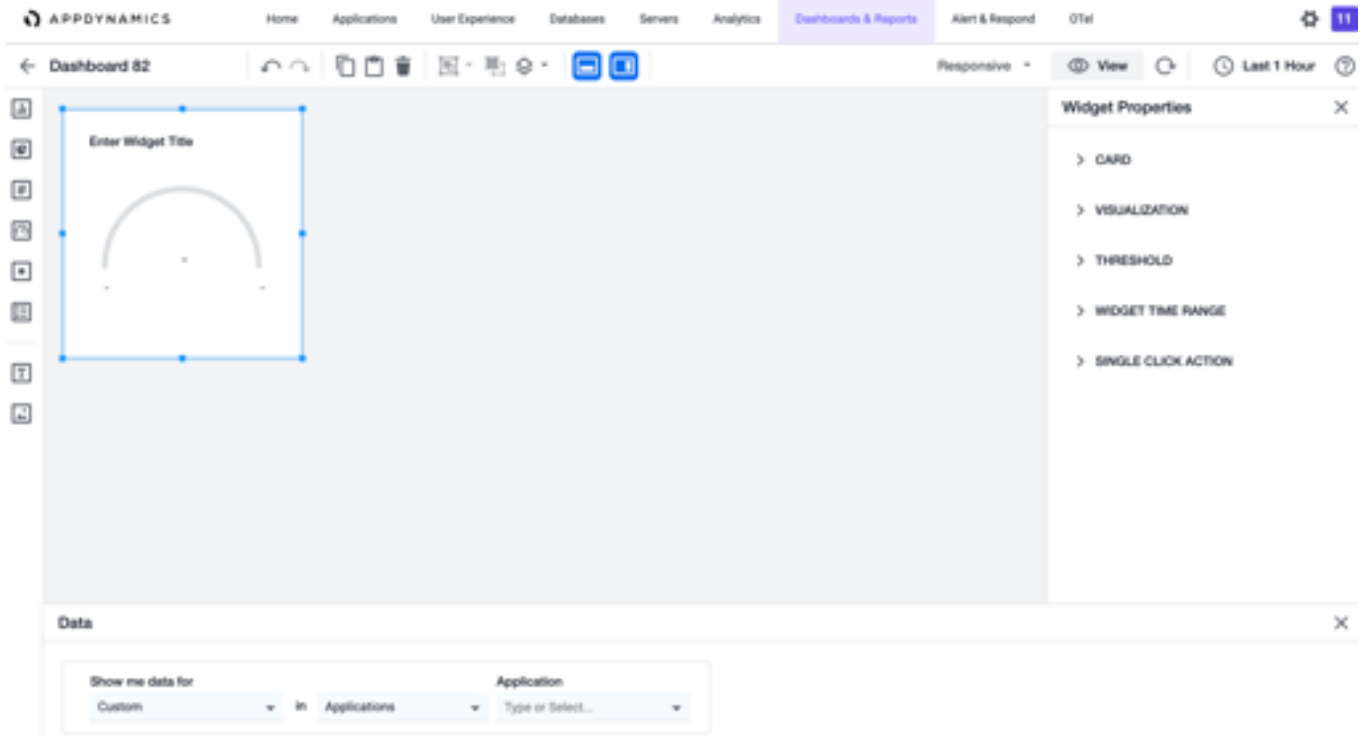 APPDYNAMICS Home Applications User Experience Databases Servers Analytics Dashboards & Reports Alert & Respond OTel 11
Dashboard 82 Responsive View Last 1 Hour
Widget Properties
Enter Widget Title
CARD
VISUALIZATION
THRESHOLD
WIDGET TIME RANGE
SINGLE CLICK ACTION
Data
Show me data for Application
Custom in Applications Type or Select...